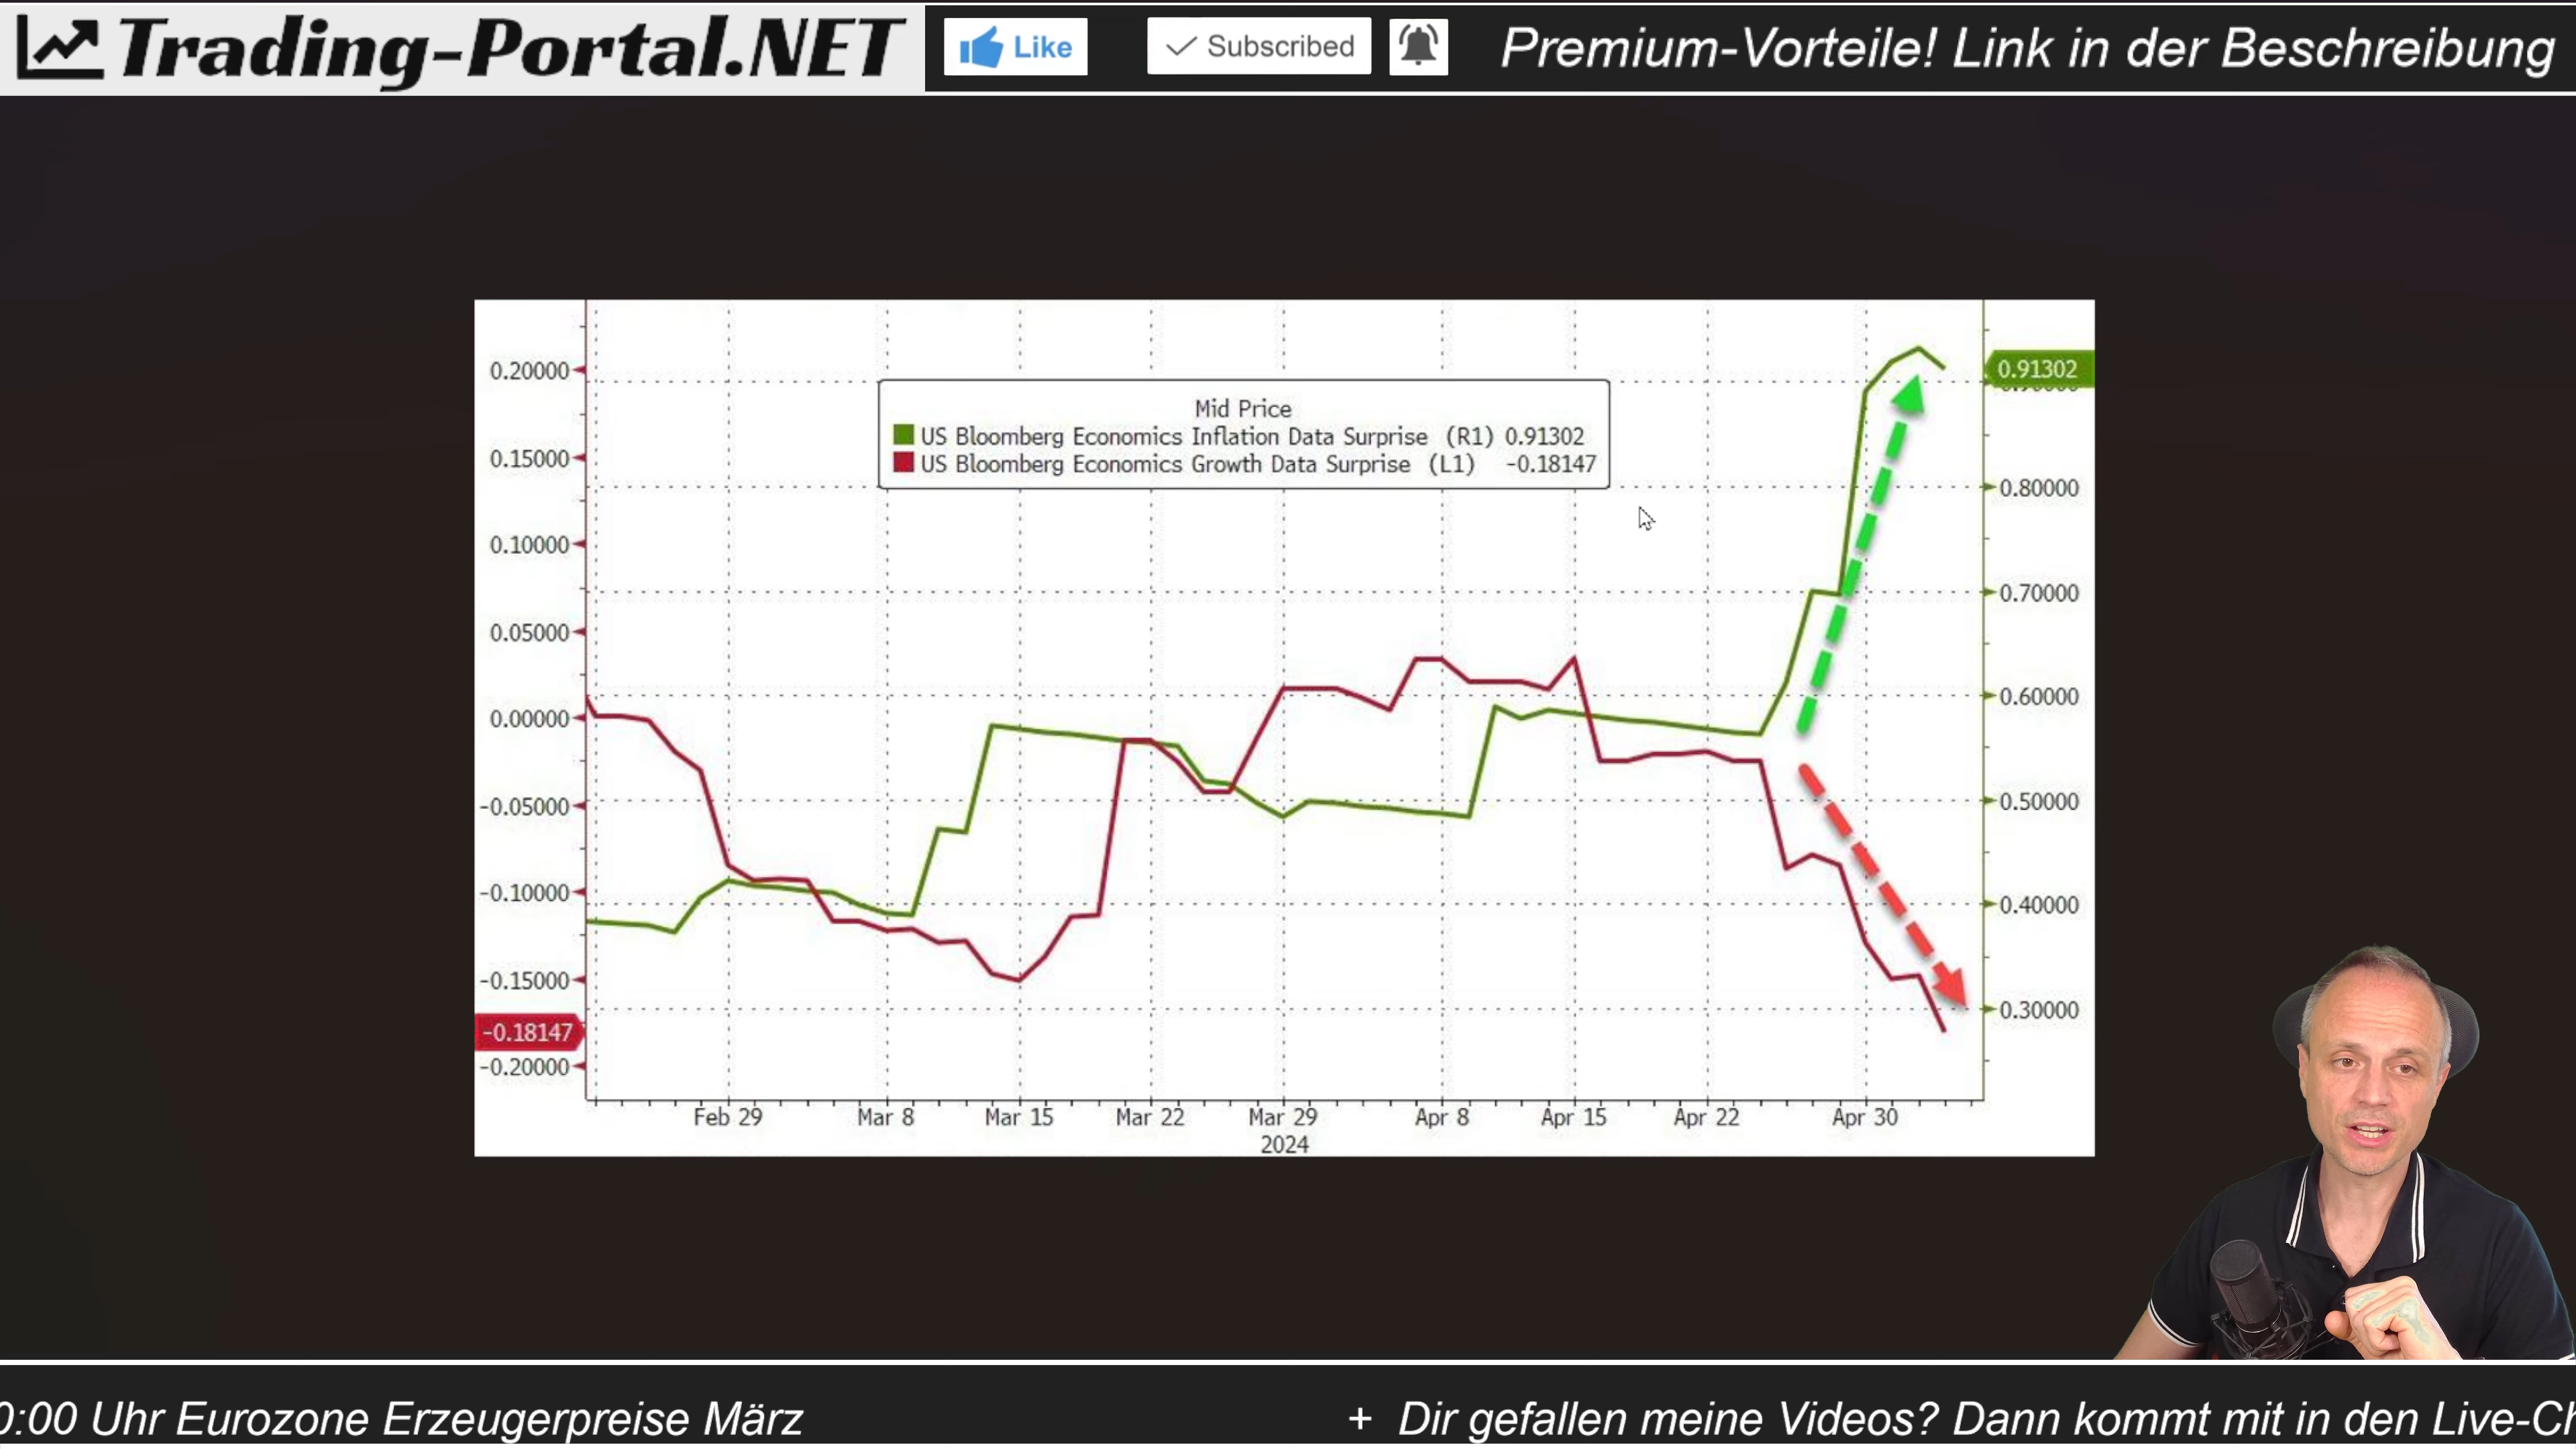 Trading-Portal.NET
Like
Subscribed
Premium-Vorteile! Link in der Beschreibung
Mid Price
US Bloomberg Economics Inflation Data Surprise (R1) 0.91302
US Bloomberg Economics Growth Data Surprise (L1) -0.18147
0.20000
0.15000
0.10000
0.05000
0.00000
-0.05000
-0.10000
-0.15000
-0.18147
-0.20000
0.91302
0.80000
0.70000
0.60000
0.50000
0.40000
0.30000
Feb 29 Mar 8 Mar 15 Mar 22 Mar 29 Apr 8 Apr 15 Apr 22 Apr 30
2024
0:00 Uhr Eurozone Erzeugerpreise März
+ Dir gefallen meine Videos? Dann kommt mit in den Live-Ch